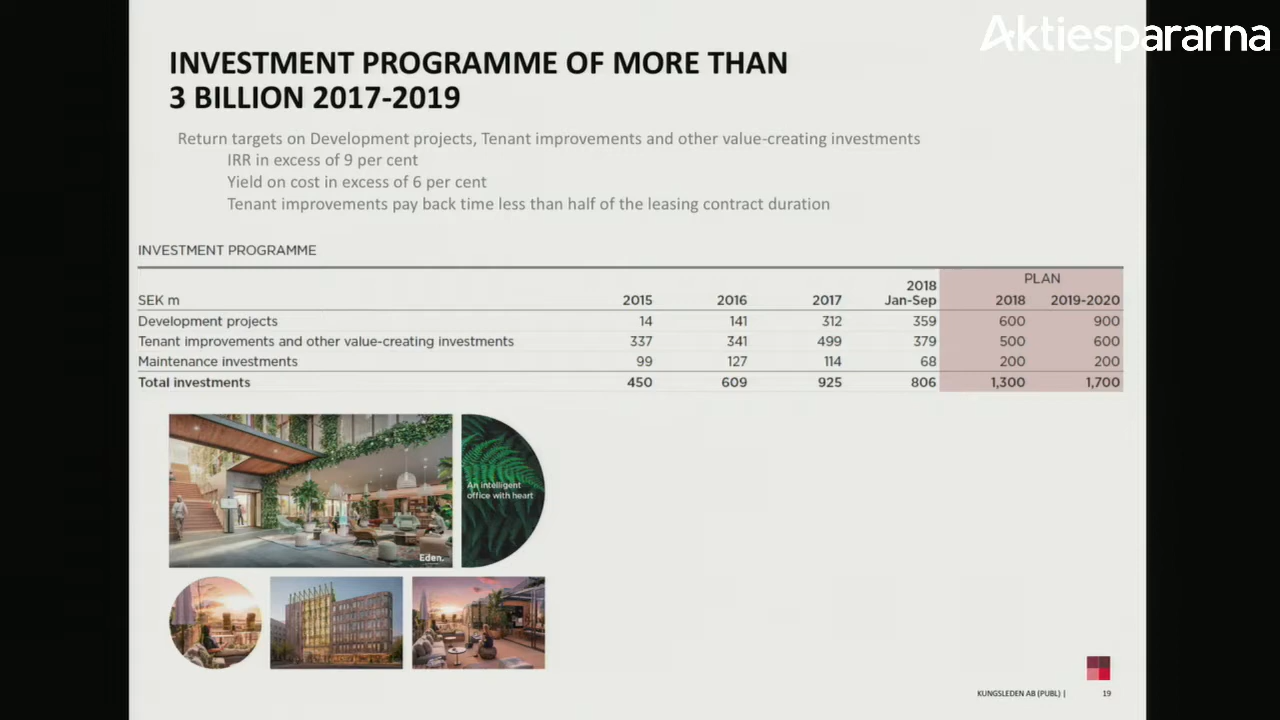 Aktiespararna
INVESTMENT PROGRAMME OF MORE THAN
3 BILLION 2017-2019
Return targets on Development projects, Tenant improvements and other value-creating investments
IRR in excess of 9 per cent
Yield on cost in excess of 6 per cent
Tenant improvements pay back time less than half of the leasing contract duration
INVESTMENT PROGRAMME
PLAN
SEK m 2015 2016 2017 2018 Jan-Sep 2018 2019-2020
Development projects 14 141 312 359 600 900
Tenant improvements and other value-creating investments 337 341 499 379 500 600
Maintenance investments 99 127 114 68 200 200
Total investments 450 609 925 806 1,300 1,700
An intelligent
office with heart
Eden.
KUNGSLEDEN AB (PUBL) | 19